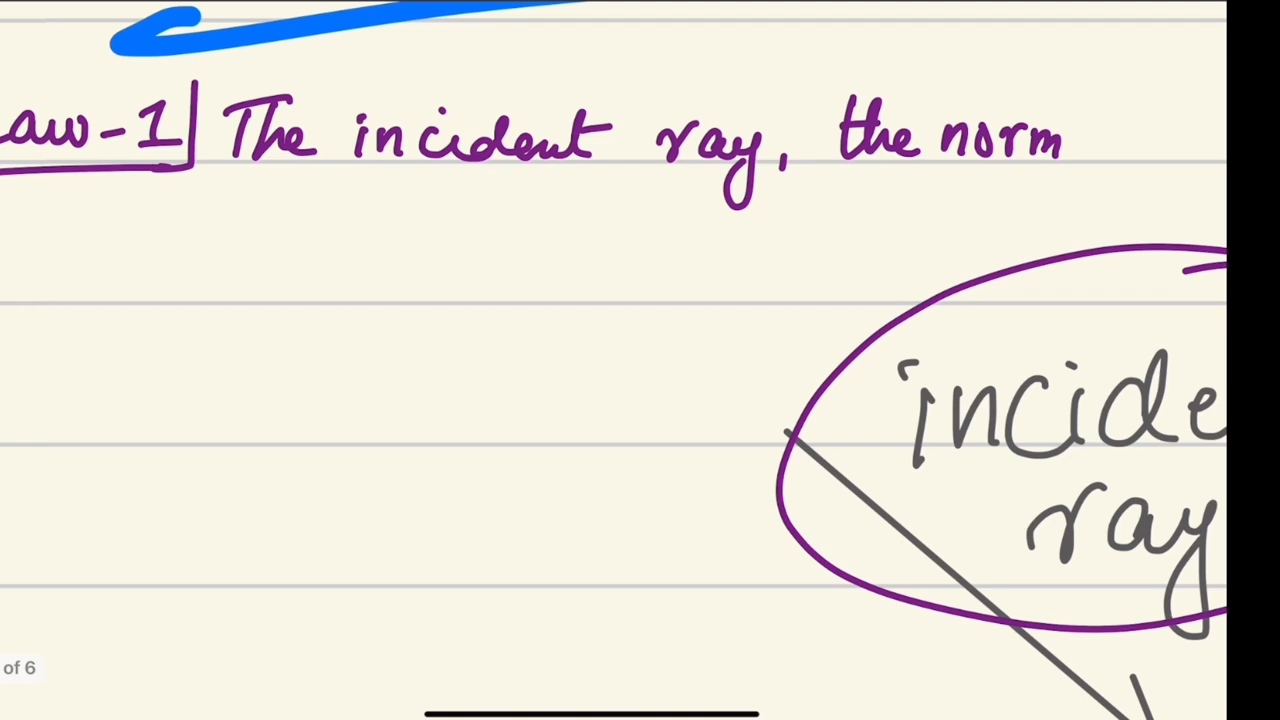 aw-1 The incident ray, the norm
incide
ray
of 6